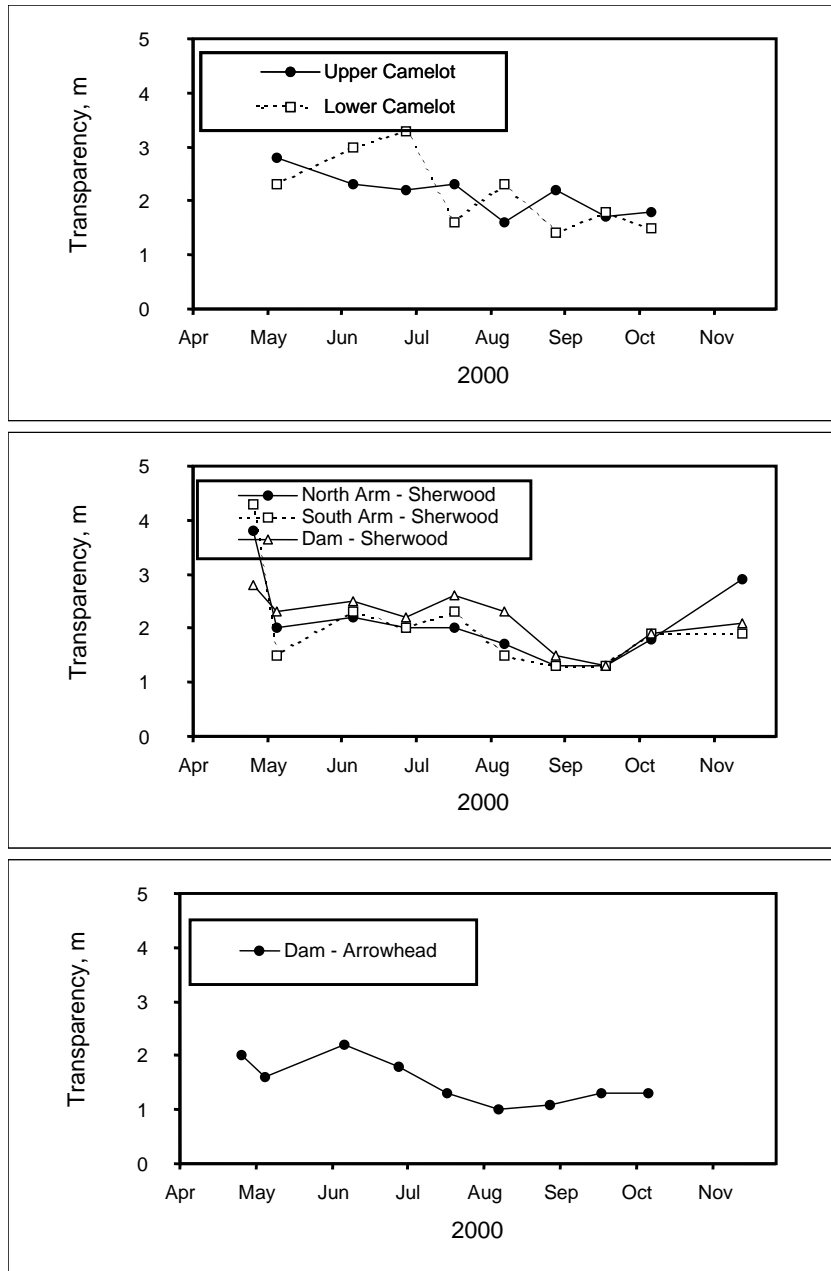 5
4
3
2
1
0
Transparency, m
Upper Camelot
Lower Camelot
Apr May Jun Jul Aug Sep Oct Nov
2000
5
4
3
2
1
0
Transparency, m
North Arm - Sherwood
South Arm - Sherwood
Dam - Sherwood
Apr May Jun Jul Aug Sep Oct Nov
2000
5
4
3
2
1
0
Transparency, m
Dam - Arrowhead
Apr May Jun Jul Aug Sep Oct Nov
2000